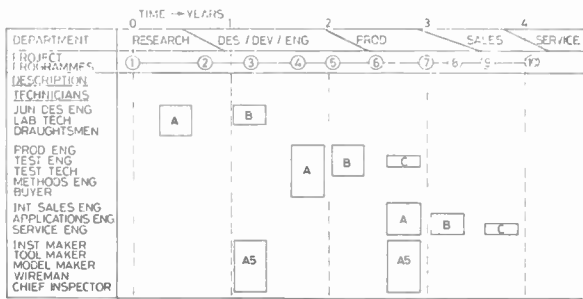 TIME → YEARS
0 1 2 3 4
DEPARTMENT RESEARCH DES / DEV / ENG PROD SALES SERVICE
PROJECT PROGRAMMES 1 2 3 4 5 6 7 8 9 10
DESCRIPTION
TECHNICIANS
JUN DES ENG
LAB TECH
DRAUGHTSMEN
A B
PROD ENG
TEST ENG
TEST TECH
METHODS ENG
BUYER
A B C
INT SALES ENG
APPLICATIONS ENG
SERVICE ENG
A B C
INST MAKER
TOOL MAKER
MODEL MAKER
WIREMAN
CHIEF INSPECTOR
A5 A5